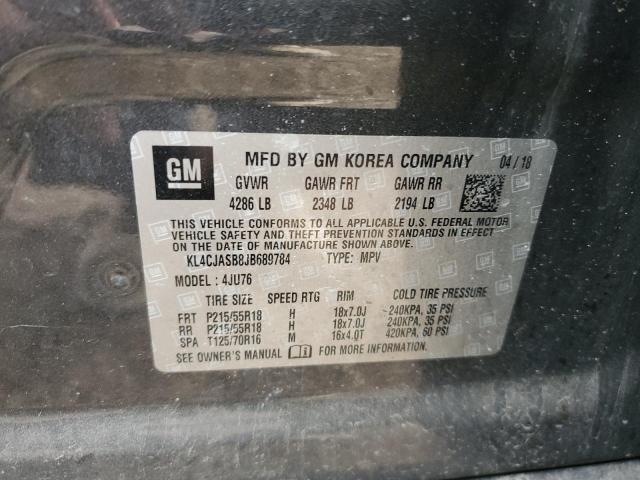 GM MFD BY GM KOREA COMPANY 04/18
GVWR GAWR FRT GAWR RR
4286 LB 2348 LB 2194 LB
THIS VEHICLE CONFORMS TO ALL APPLICABLE U.S. FEDERAL MOTOR
VEHICLE SAFETY AND THEFT PREVENTION STANDARDS IN EFFECT
ON THE DATE OF MANUFACTURE SHOWN ABOVE.
KL4CJASB8JB689784 TYPE: MPV
MODEL: 4JU76
TIRE SIZE SPEED RTG RIM COLD TIRE PRESSURE
FRT P215/55R18 H 18x7.0J 240KPA, 35 PSI
RR P215/55R18 H 18x7.0J 240KPA, 35 PSI
SPA T125/70R16 M 16x4.0T 420KPA, 60 PSI
SEE OWNER'S MANUAL FOR MORE INFORMATION.